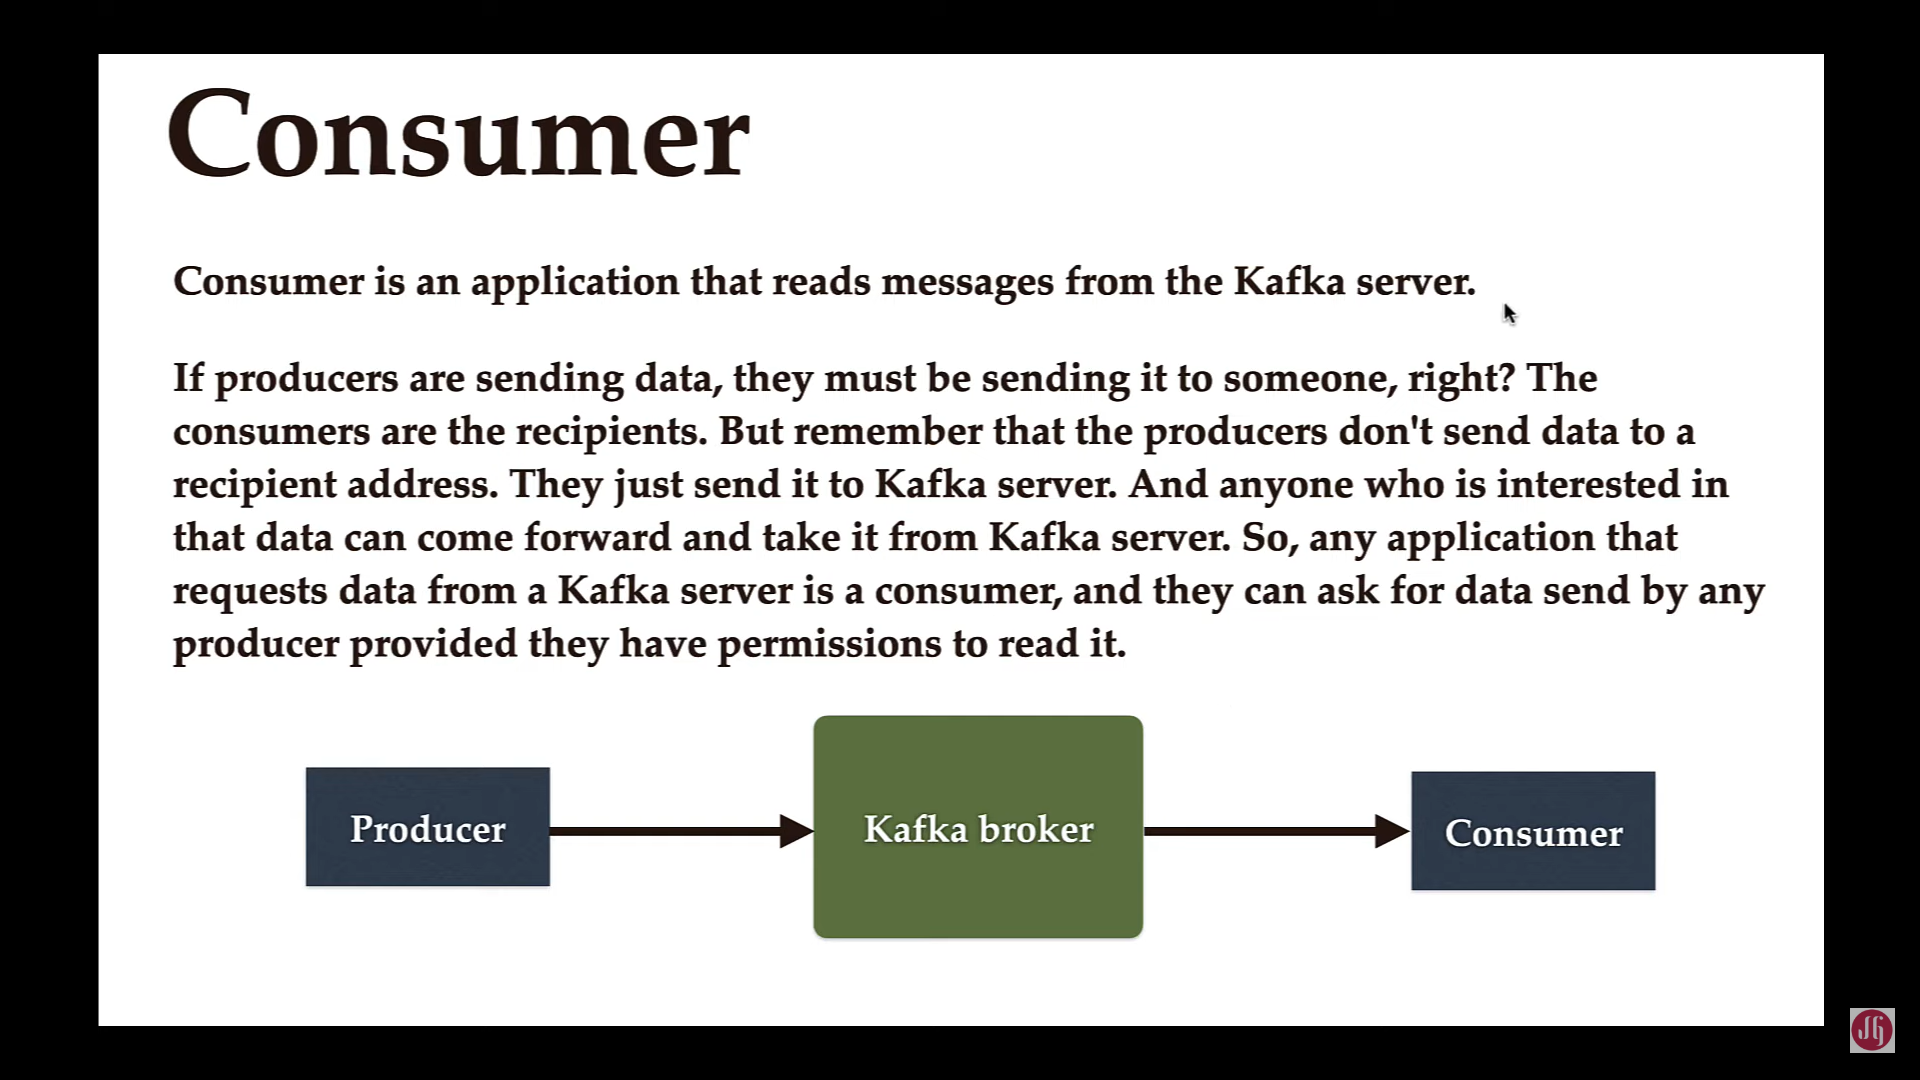 Consumer
Consumer is an application that reads messages from the Kafka server.
If producers are sending data, they must be sending it to someone, right? The
consumers are the recipients. But remember that the producers don't send data to a
recipient address. They just send it to Kafka server. And anyone who is interested in
that data can come forward and take it from Kafka server. So, any application that
requests data from a Kafka server is a consumer, and they can ask for data send by any
producer provided they have permissions to read it.
Producer
Kafka broker
Consumer